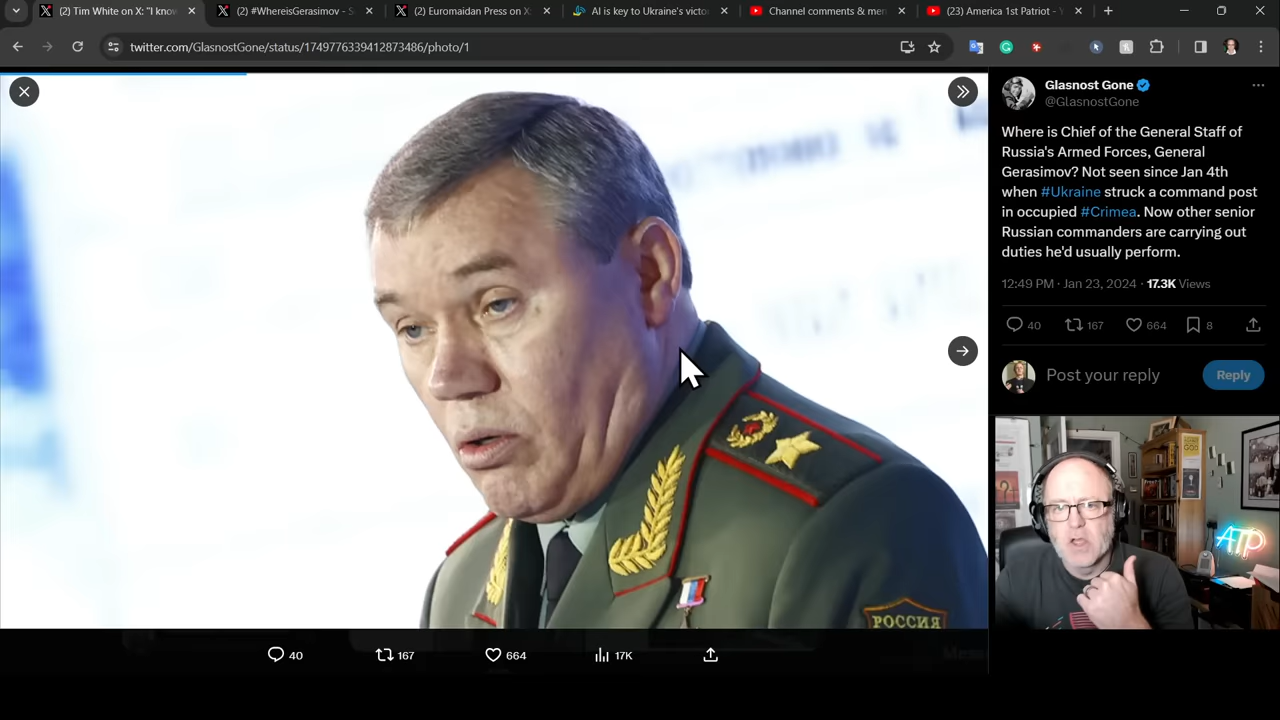 (2) Tim White on X: "I know
(2) #WhereisGerasimov - S
(2) Euromaidan Press on X
AI is key to Ukraine's victo
Channel comments & men
(23) America 1st Patriot - Y
twitter.com/GlasnostGone/status/1749776339412873486/photo/1
Glasnost Gone
@GlasnostGone
Where is Chief of the General Staff of
Russia's Armed Forces, General
Gerasimov? Not seen since Jan 4th
when #Ukraine struck a command post
in occupied #Crimea. Now other senior
Russian commanders are carrying out
duties he'd usually perform.
12:49 PM · Jan 23, 2024 · 17.3K Views
40 167 664 8
Post your reply
Reply
РОССИЯ
ATP
40 167 664 17K